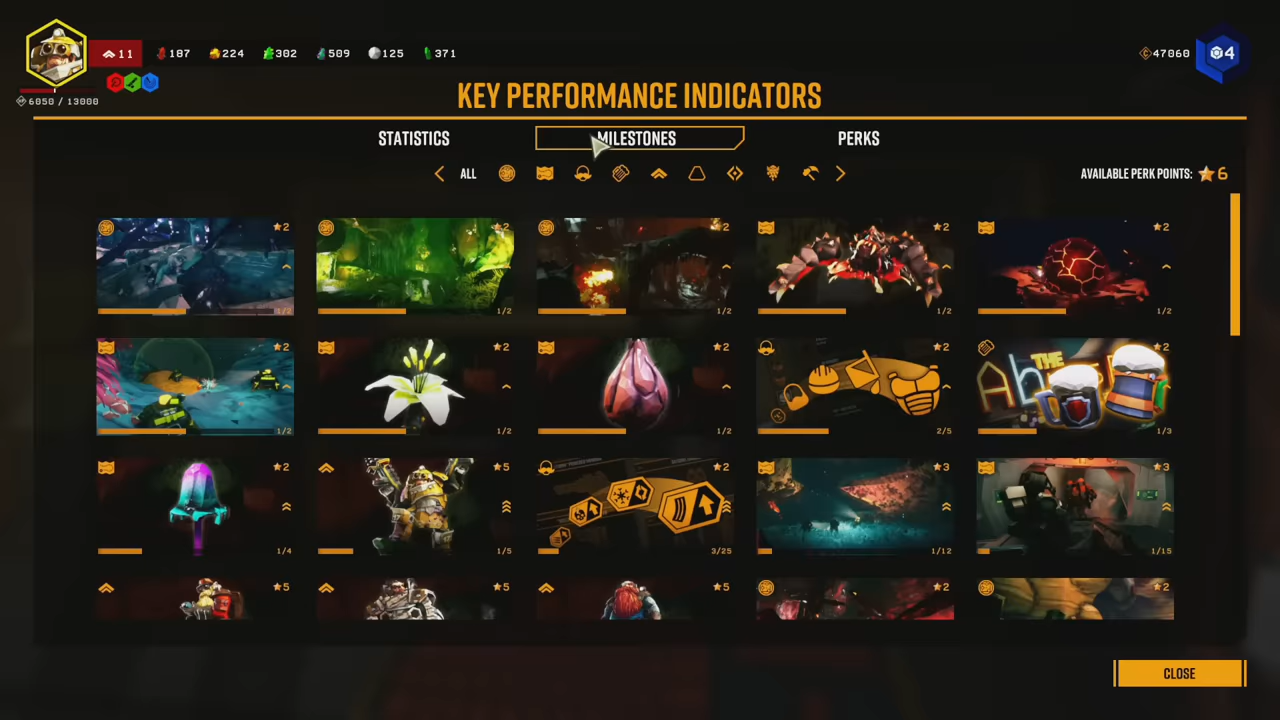 11 187 224 302 509 125 371 47060 4
6050 / 13000
KEY PERFORMANCE INDICATORS
STATISTICS MILESTONES PERKS
ALL AVAILABLE PERK POINTS: 6
2 2 2 2 2
1/2 1/2 1/2 1/2 1/2
2 2 2 2 2
THE
Ab
1/2 1/2 1/2 2/5 1/3
2 5 2 3 3
1/4 1/5 3/25 1/12 1/15
5 5 5 2 2
CLOSE